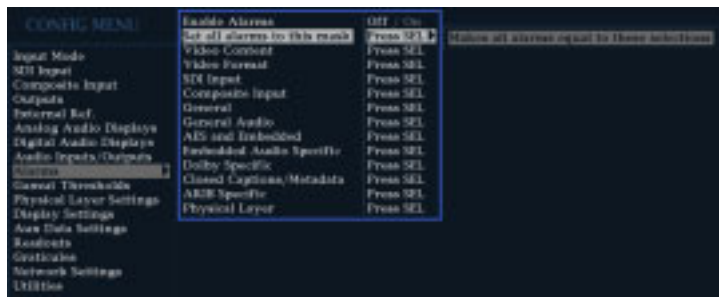 CONFIG MENU
Input Mode
SDI Input
Composite Input
Outputs
External Ref.
Analog Audio Displays
Digital Audio Displays
Audio Inputs/Outputs
Alarms
Gamut Thresholds
Physical Layer Settings
Display Settings
Aux Data Settings
Readouts
Graticules
Network Settings
Utilities
Enable Alarms Off / On
Set all alarms to this mask Press SEL
Video Content Press SEL
Video Format Press SEL
SDI Input Press SEL
Composite Input Press SEL
General Press SEL
General Audio Press SEL
AES and Embedded Press SEL
Embedded Audio Specific Press SEL
Dolby Specific Press SEL
Closed Captions/Metadata Press SEL
ARIB Specific Press SEL
Physical Layer Press SEL
Makes all alarms equal to these selections